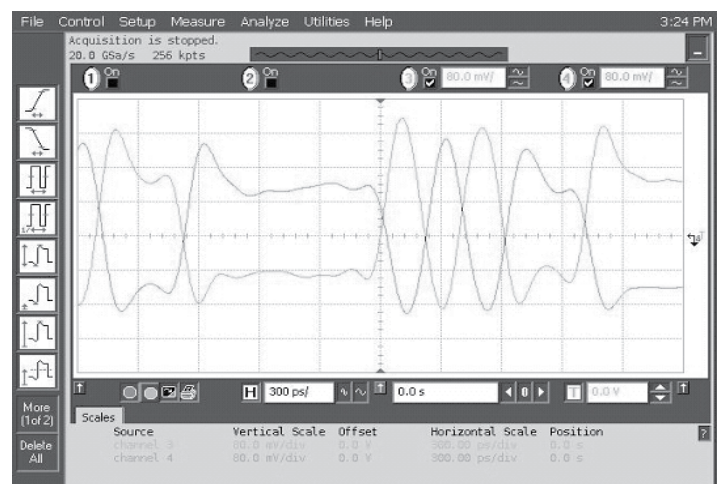 File Control Setup Measure Analyze Utilities Help 3:24 PM
Acquisition is stopped.
20.0 GSa/s 256 kpts
1 On 2 On 3 On 80.0 mV/ 4 On 80.0 mV/
More
(1of2)
Delete
All
H 300 ps/ 0.0 s 0 T 0.0 V
Scales
Source Vertical Scale Offset Horizontal Scale Position
channel 3 80.0 mV/div 0.0 V 300.00 ps/div 0.0 s
channel 4 80.0 mV/div 0.0 V 300.00 ps/div 0.0 s
?